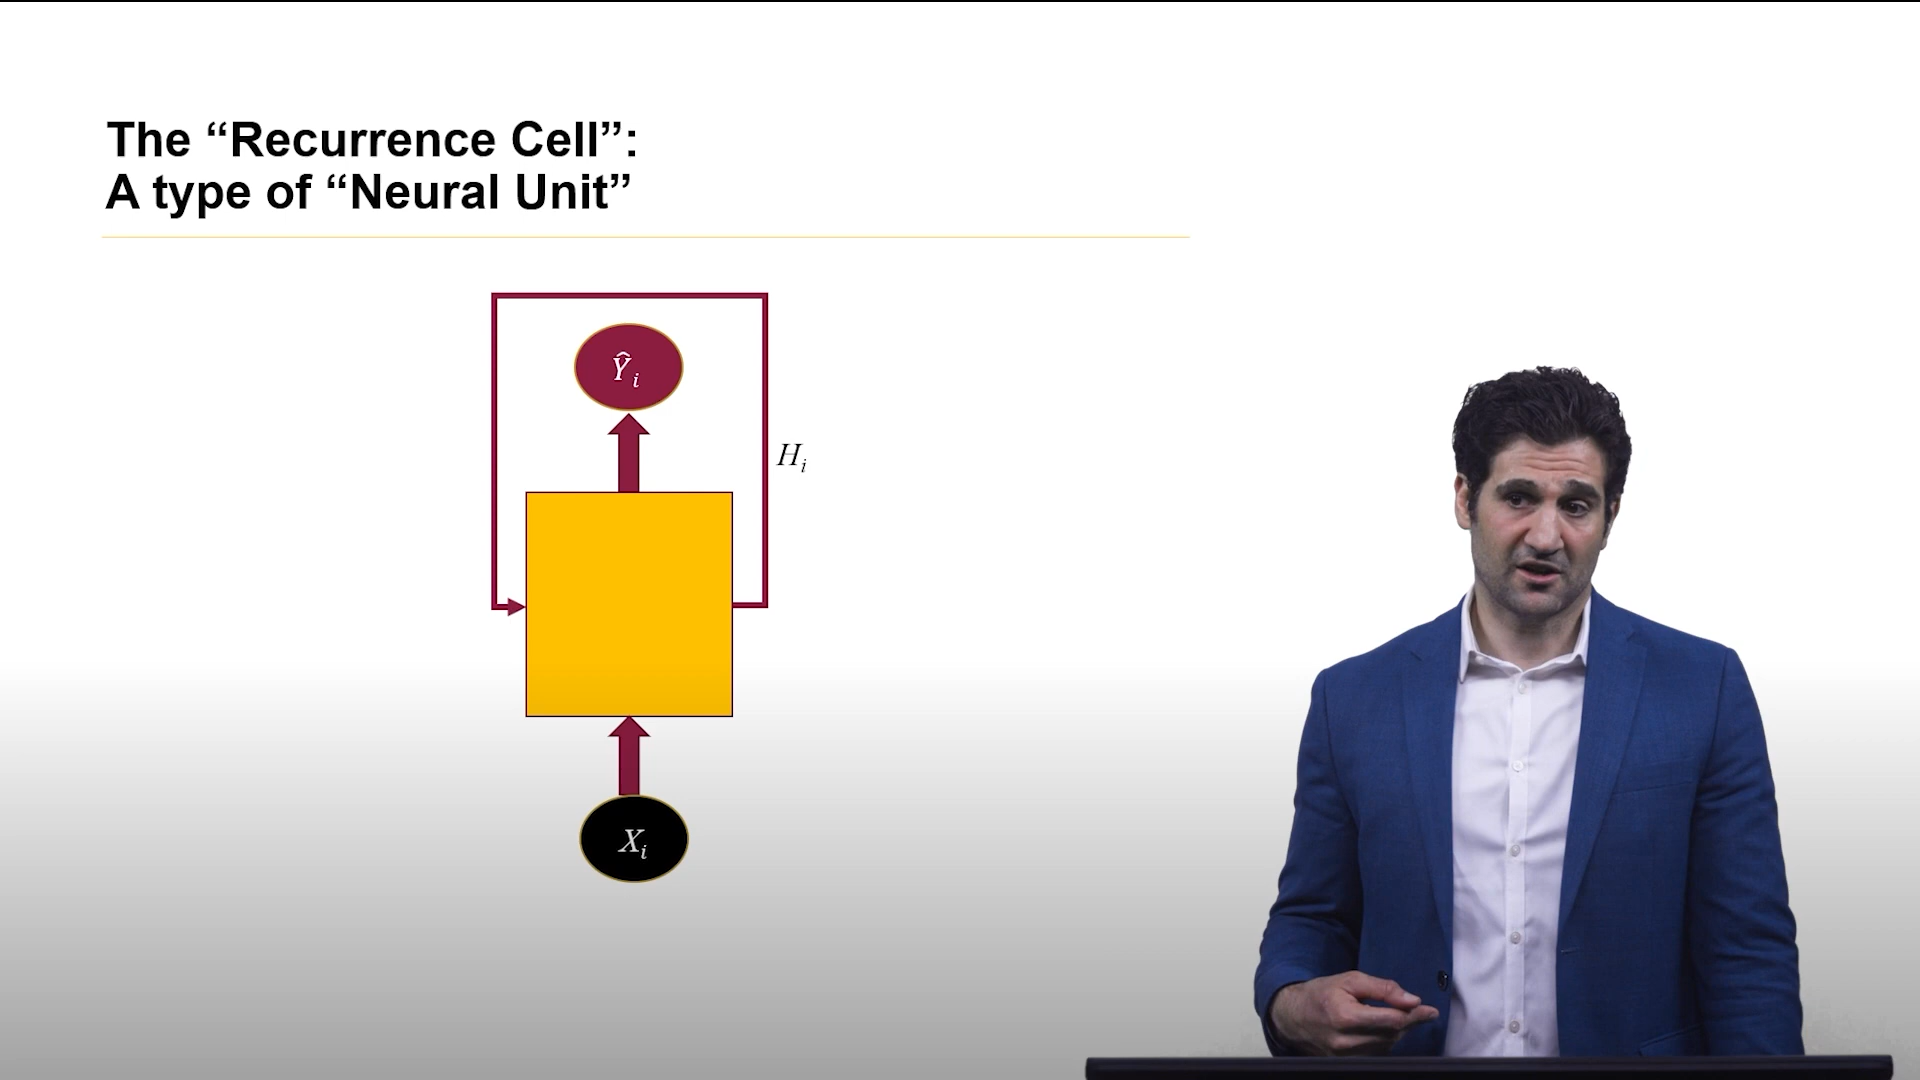 The “Recurrence Cell”:
A type of “Neural Unit”
Ŷi
Hi
Xi